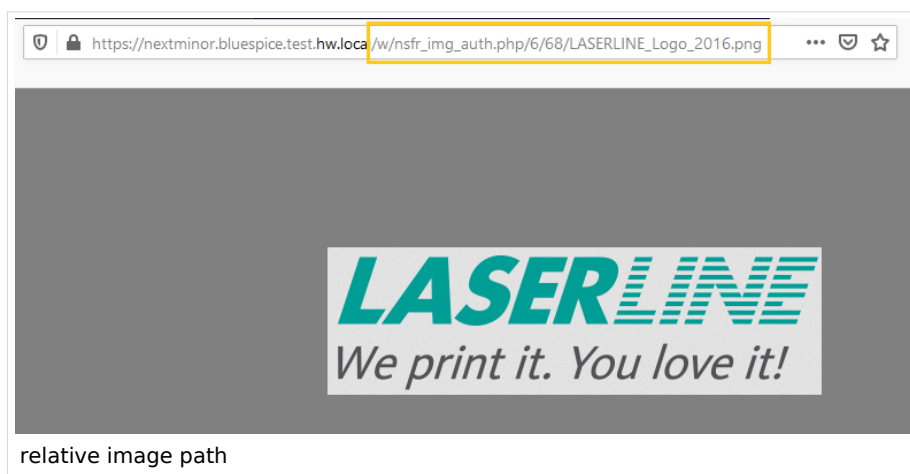 https://nextminor.bluespice.test.hw.loca/w/nsfr_img_auth.php/6/68/LASERLINE_Logo_2016.png
LASERLINE
We print it. You love it!
relative image path